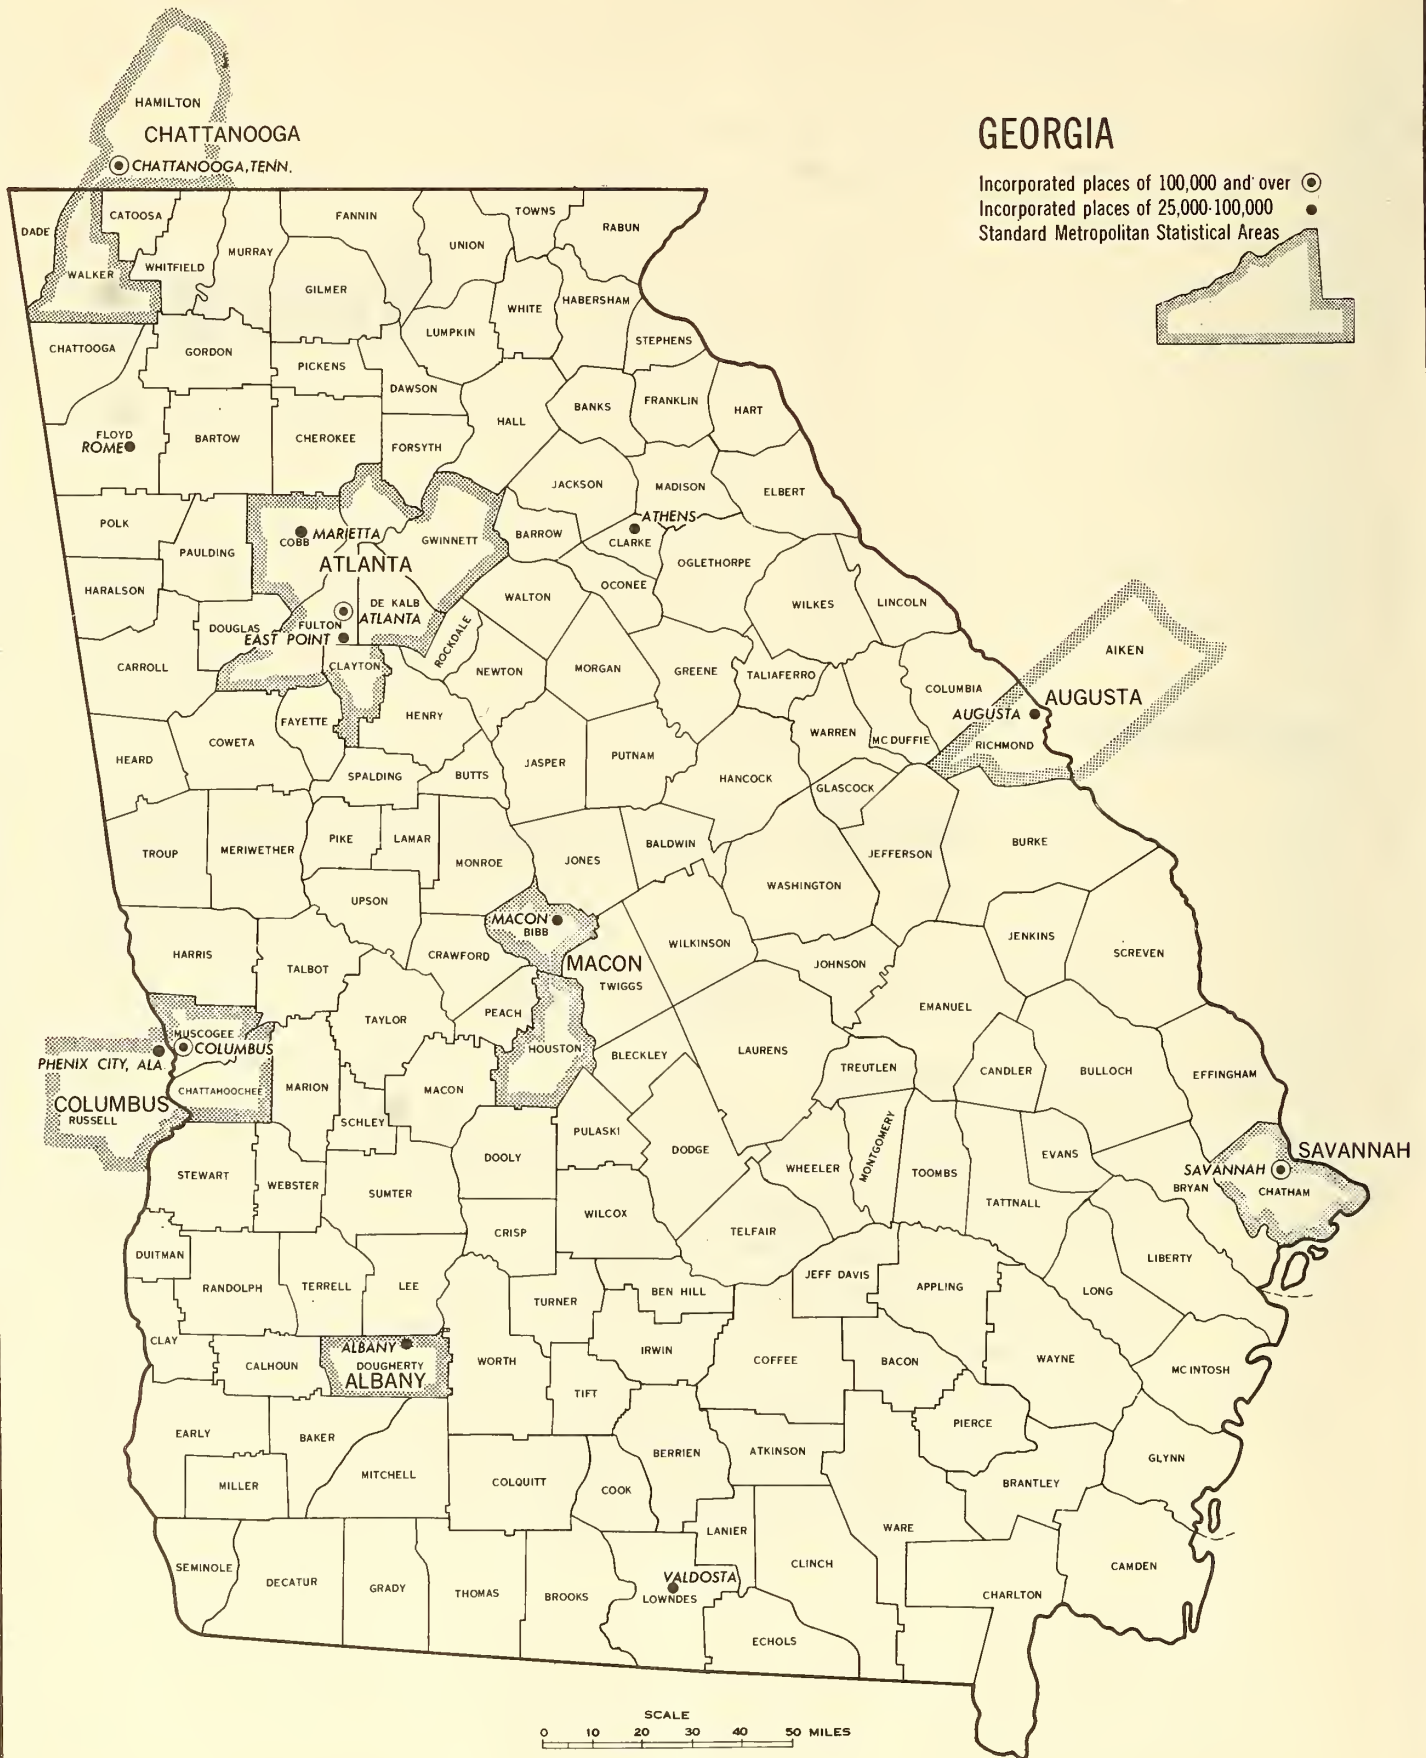 HAMILTON
CHATTANOOGA
CHATTANOOGA, TENN.
GEORGIA
Incorporated places of 100,000 and over
Incorporated places of 25,000-100,000
Standard Metropolitan Statistical Areas
DADE
CATOOSA
WALKER
WHITFIELD
MURRAY
FANNIN
GILMER
UNION
TOWNS
RABUN
WHITE
HABERSHAM
LUMPKIN
STEPHENS
CHATTOOGA
GORDON
PICKENS
DAWSON
HALL
BANKS
FRANKLIN
HART
FLOYD
ROME
BARTOW
CHEROKEE
FORSYTH
JACKSON
MADISON
ELBERT
POLK
PAULDING
COBB
MARIETTA
GWINNETT
BARROW
ATHENS
CLARKE
OGLETHORPE
ATLANTA
HARALSON
DOUGLAS
FULTON
DE KALB
ATLANTA
EAST POINT
ROCKDALE
WALTON
OCONEE
WILKES
LINCOLN
CARROLL
CLAYTON
NEWTON
MORGAN
GREENE
TALIAFERRO
COLUMBIA
AIKEN
AUGUSTA
AUGUSTA
RICHMOND
HEARD
COWETA
FAYETTE
HENRY
SPALDING
BUTTS
JASPER
PUTNAM
HANCOCK
WARREN
MC DUFFIE
GLASCOCK
TROUP
MERIWETHER
PIKE
LAMAR
MONROE
JONES
BALDWIN
WASHINGTON
JEFFERSON
BURKE
UPSON
MACON
BIBB
HARRIS
TALBOT
CRAWFORD
MACON
TWIGGS
WILKINSON
JOHNSON
JENKINS
SCREVEN
EMANUEL
MUSCOGEE
COLUMBUS
PHENIX CITY, ALA.
TAYLOR
PEACH
HOUSTON
BLECKLEY
LAURENS
TREUTLEN
CANDLER
BULLOCH
EFFINGHAM
CHATTAHOOCHEE
COLUMBUS
RUSSELL
MARION
SCHLEY
MACON
DOOLY
PULASKI
DODGE
WHEELER
MONTGOMERY
TOOMBS
EVANS
TATTNALL
BRYAN
SAVANNAH
SAVANNAH
CHATHAM
STEWART
WEBSTER
SUMTER
CRISP
WILCOX
TELFAIR
LIBERTY
DUITMAN
RANDOLPH
TERRELL
LEE
TURNER
BEN HILL
JEFF DAVIS
APPLING
LONG
CLAY
CALHOUN
ALBANY
DOUGHERTY
ALBANY
WORTH
TIFT
IRWIN
COFFEE
BACON
WAYNE
MC INTOSH
EARLY
BAKER
MILLER
MITCHELL
COLQUITT
COOK
BERRIEN
ATKINSON
PIERCE
BRANTLEY
GLYNN
SEMINOLE
DECATUR
GRADY
THOMAS
BROOKS
VALDOSTA
LOWNDES
LANIER
CLINCH
ECHOLS
WARE
CHARLTON
CAMDEN
SCALE
0 10 20 30 40 50 MILES